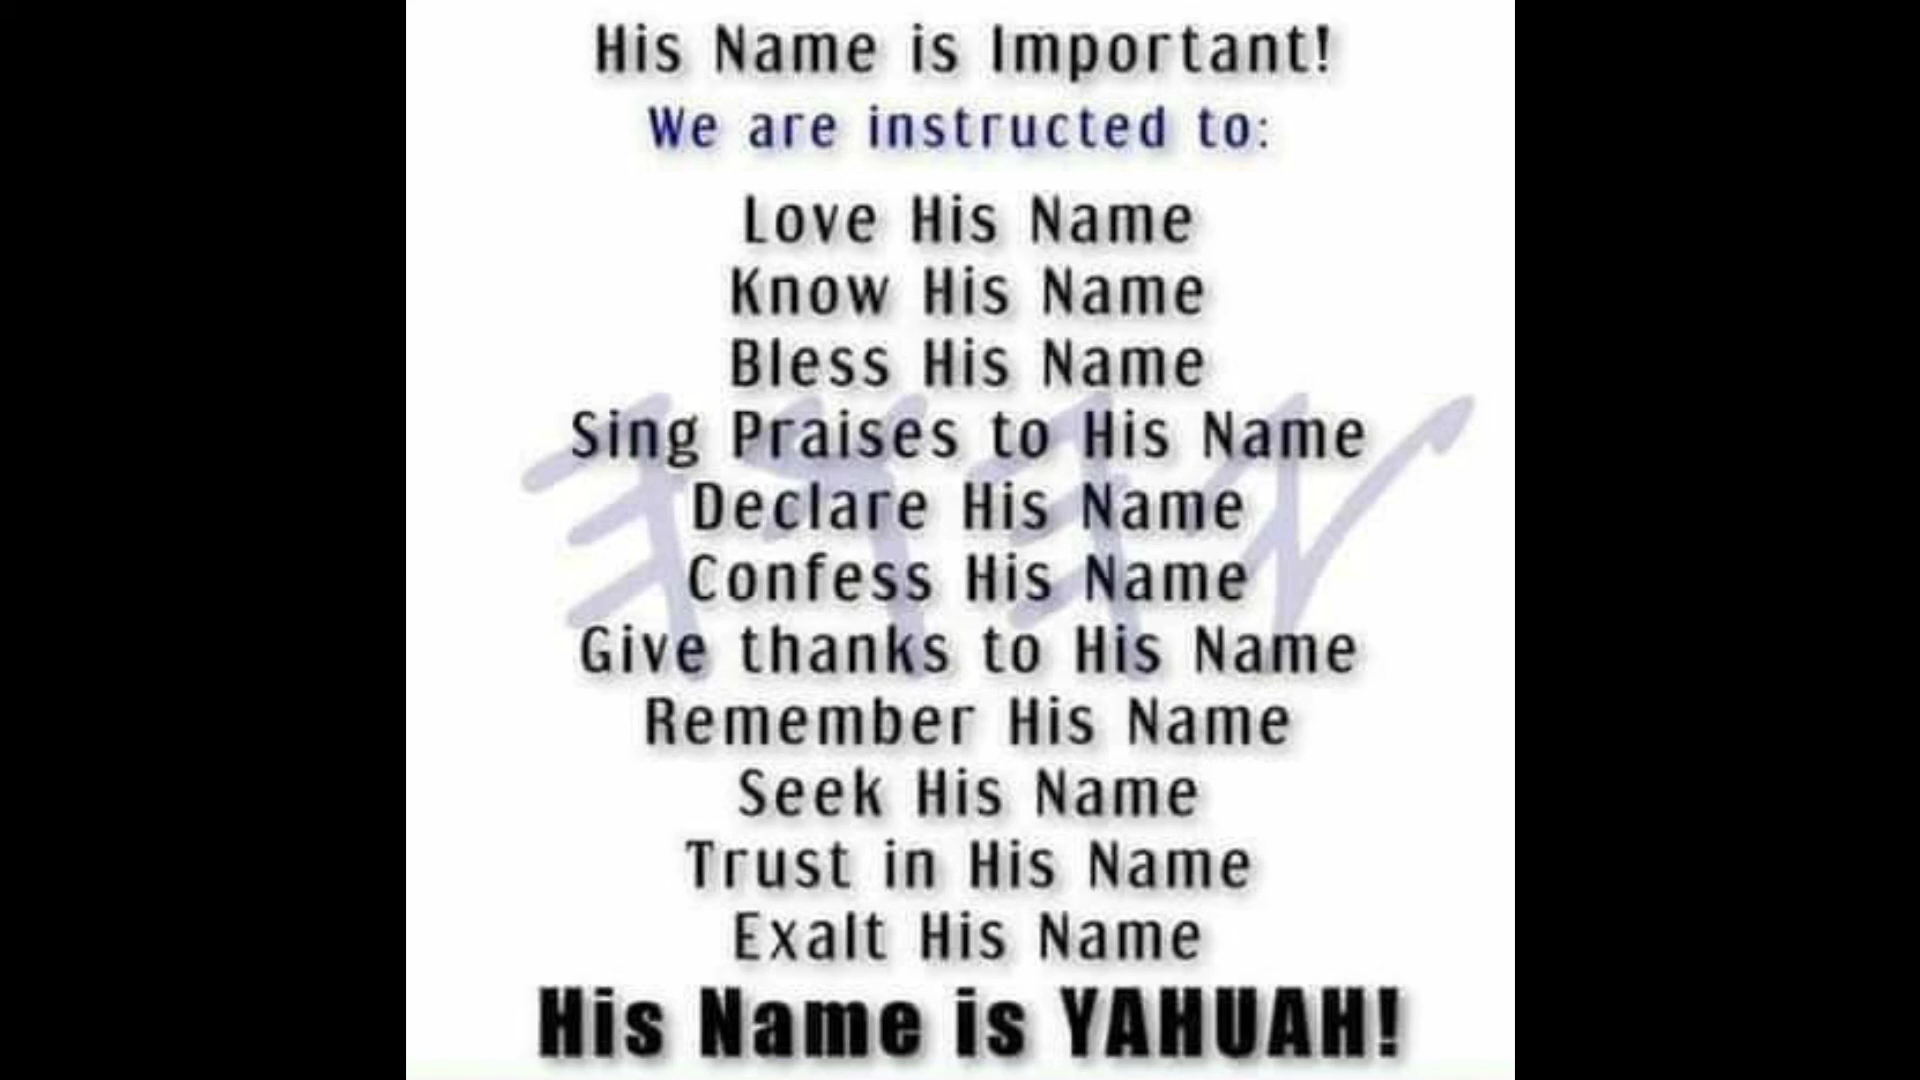 His Name is Important!
We are instructed to:
Love His Name
Know His Name
Bless His Name
Sing Praises to His Name
Declare His Name
Confess His Name
Give thanks to His Name
Remember His Name
Seek His Name
Trust in His Name
Exalt His Name
His Name is YAHUAH!
𐤉𐤄𐤅𐤄